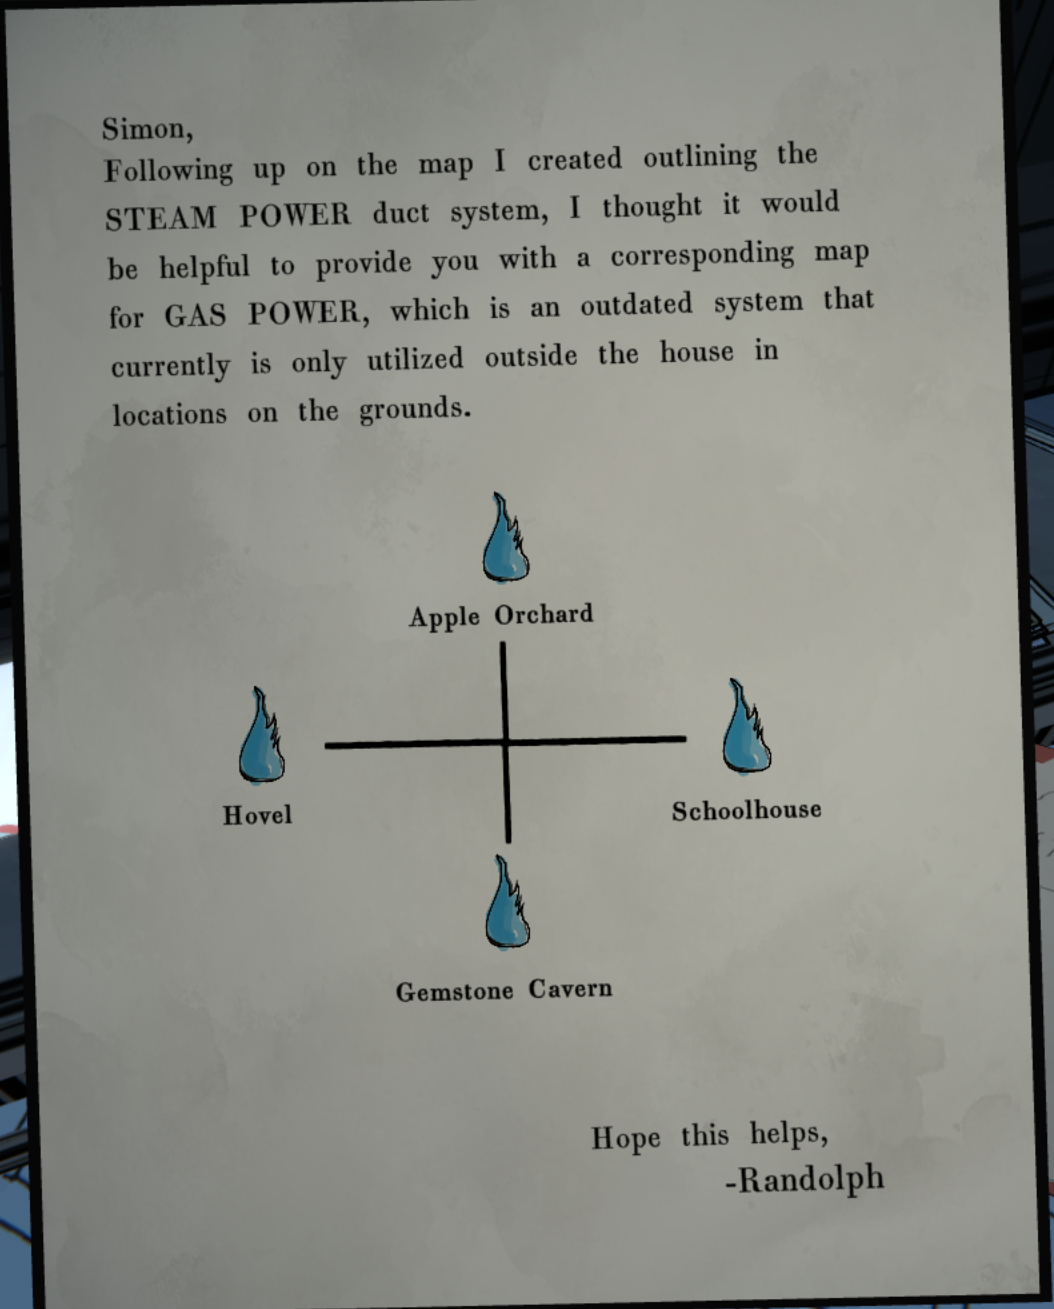 Simon,
Following up on the map I created outlining the
STEAM POWER duct system, I thought it would
be helpful to provide you with a corresponding map
for GAS POWER, which is an outdated system that
currently is only utilized outside the house in
locations on the grounds.
Apple Orchard
Hovel
Schoolhouse
Gemstone Cavern
Hope this helps,
-Randolph